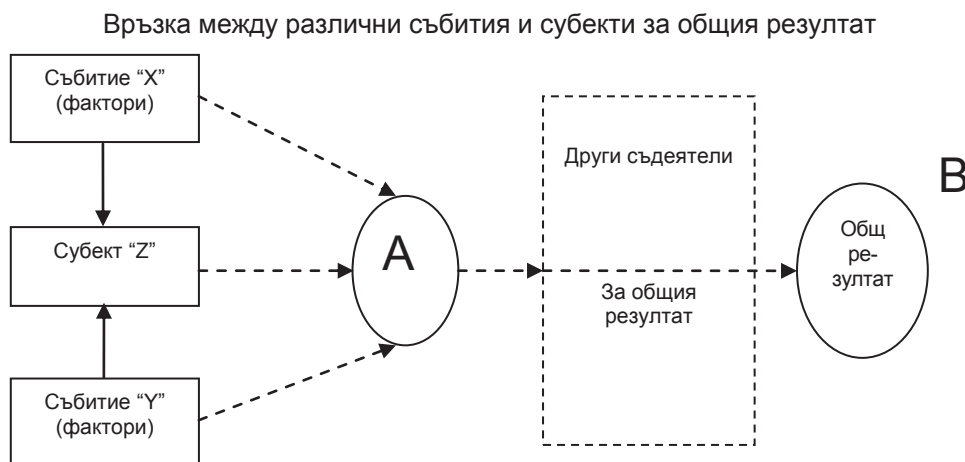 Връзка между различни събития и субекти за общия резултат
Събитие “X”
(фактори)
Субект “Z”
Събитие “Y”
(фактори)
А
Други съдеятели
За общия
резултат
В
Общ
ре-
зултат